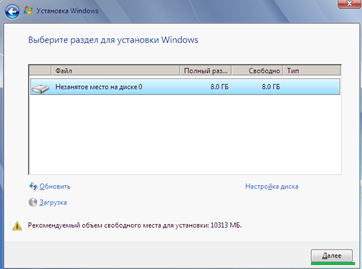 Установка Windows
Выберите раздел для установки Windows
Файл Полный раз... Свободно Тип
Незанятое место на диске 0 8.0 ГБ 8.0 ГБ
Обновить Настройка диска
Загрузка
Рекомендуемый объем свободного места для установки: 10313 МБ.
Далее